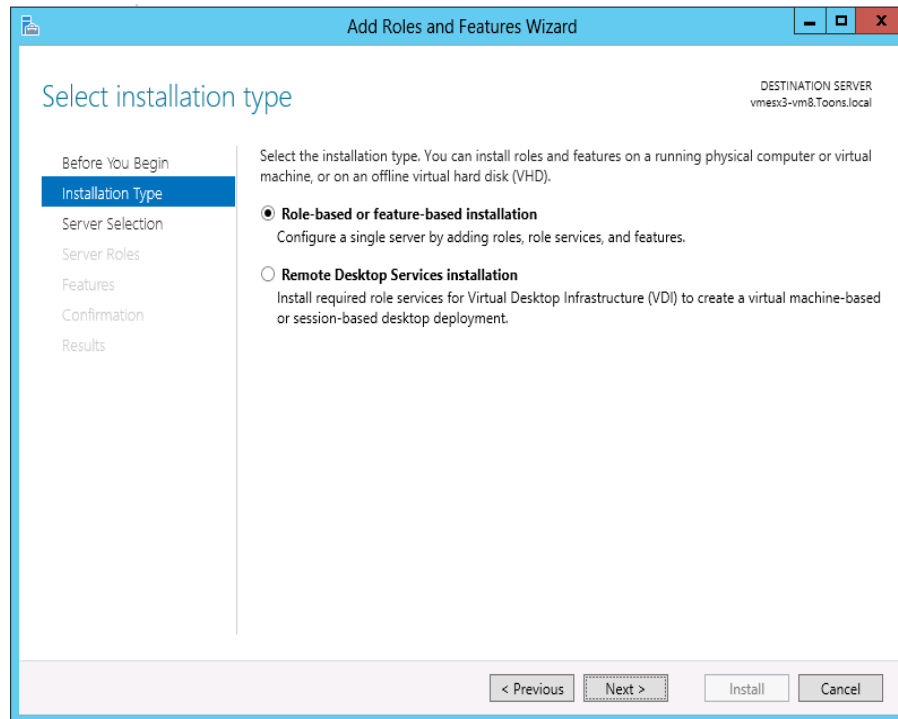 Add Roles and Features Wizard
Select installation type
DESTINATION SERVER
vmesx3-vm8.Toons.local
Before You Begin
Installation Type
Server Selection
Server Roles
Features
Confirmation
Results
Select the installation type. You can install roles and features on a running physical computer or virtual
machine, or on an offline virtual hard disk (VHD).
Role-based or feature-based installation
Configure a single server by adding roles, role services, and features.
Remote Desktop Services installation
Install required role services for Virtual Desktop Infrastructure (VDI) to create a virtual machine-based
or session-based desktop deployment.
< Previous
Next >
Install
Cancel